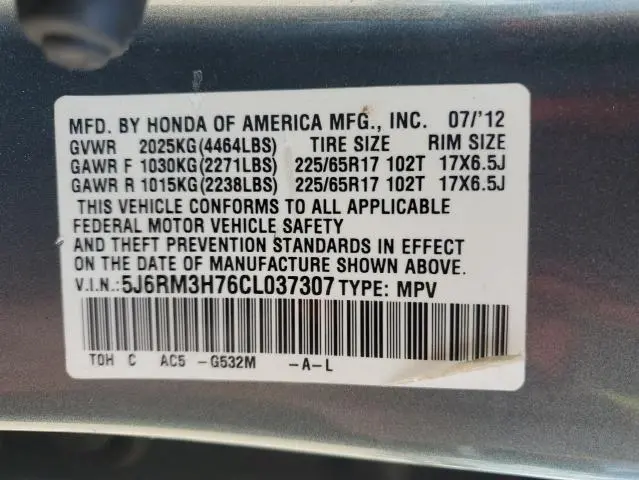 MFD. BY HONDA OF AMERICA MFG., INC. 07/'12
GVWR 2025KG(4464LBS) TIRE SIZE RIM SIZE
GAWR F 1030KG(2271LBS) 225/65R17 102T 17X6.5J
GAWR R 1015KG(2238LBS) 225/65R17 102T 17X6.5J
THIS VEHICLE CONFORMS TO ALL APPLICABLE
FEDERAL MOTOR VEHICLE SAFETY
AND THEFT PREVENTION STANDARDS IN EFFECT
ON THE DATE OF MANUFACTURE SHOWN ABOVE.
V.I.N.:5J6RM3H76CL037307 TYPE: MPV
TOH C AC5 -G532M -A-L